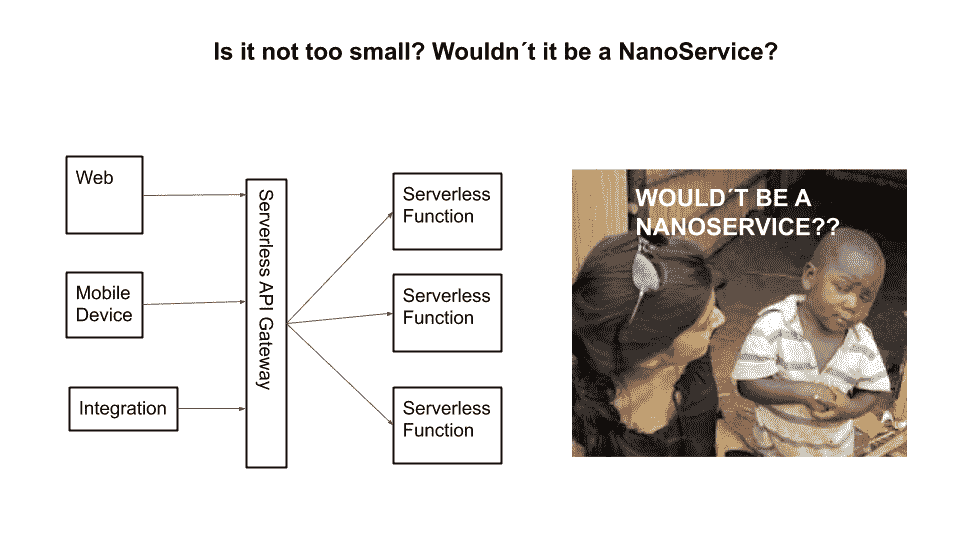 Is it not too small? Wouldn´t it be a NanoService?
Web
Mobile
Device
Integration
Serverless API Gateway
Serverless
Function
Serverless
Function
Serverless
Function
WOULD´T BE A
NANOSERVICE??